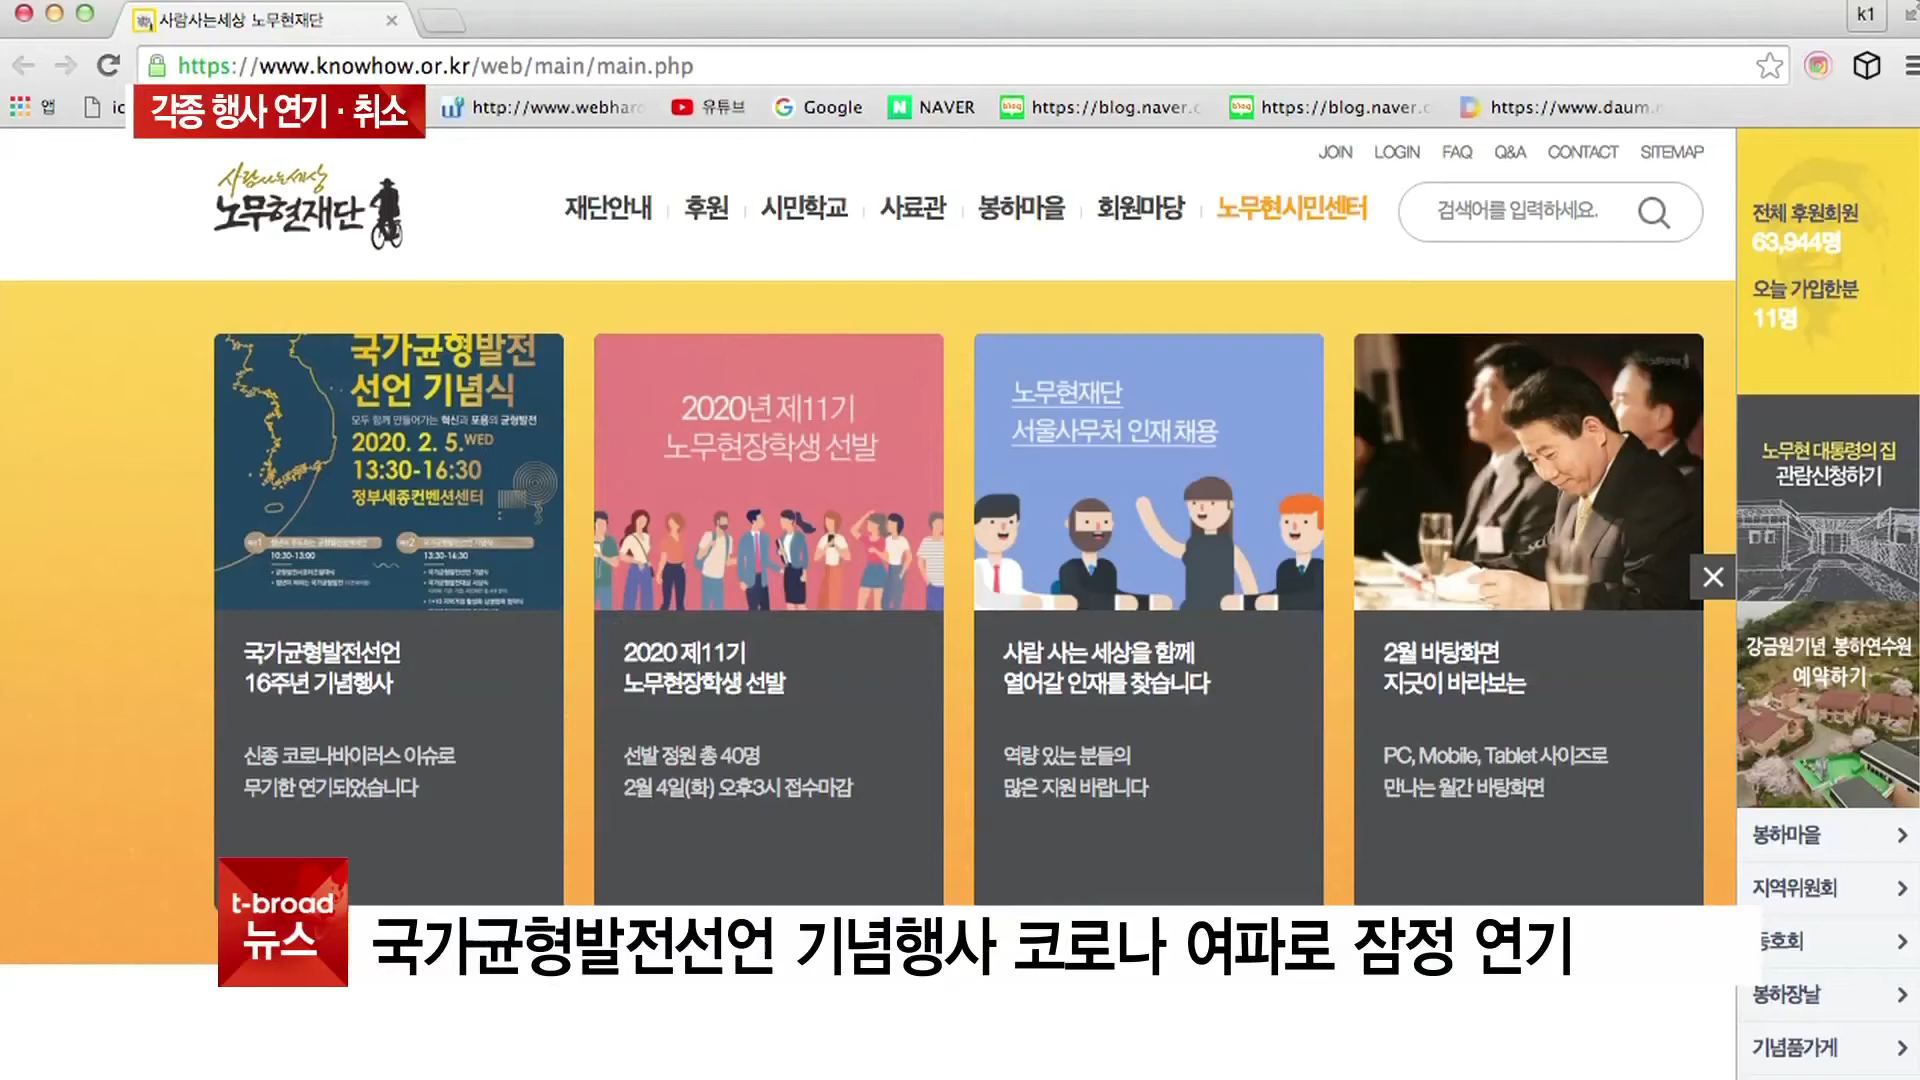 사람사는세상 노무현재단
k1
https://www.knowhow.or.kr/web/main/main.php
앱
각종 행사 연기 · 취소
http://www.webhard
유튜브
Google
NAVER
https://blog.naver.c
https://blog.naver.c
https://www.daum.n
JOIN
LOGIN
FAQ
Q&A
CONTACT
SITEMAP
사람사는세상
노무현재단
재단안내
후원
시민학교
사료관
봉하마을
회원마당
노무현시민센터
검색어를 입력하세요.
전체 후원회원
63,944명
오늘 가입한분
11명
국가균형발전
선언 기념식
모두 함께 만들어가는 혁신과 포용의 균형발전
2020. 2. 5. WED
13:30-16:30
정부세종컨벤션센터
10:30-13:00
13:30-16:30
국가균형발전선언
16주년 기념행사
신종 코로나바이러스 이슈로
무기한 연기되었습니다
2020년 제11기
노무현장학생 선발
2020 제11기
노무현장학생 선발
선발 정원 총 40명
2월 4일(화) 오후3시 접수마감
노무현재단
서울사무처 인재 채용
사람 사는 세상을 함께
열어갈 인재를 찾습니다
역량 있는 분들의
많은 지원 바랍니다
2월 바탕화면
지긋이 바라보는
PC, Mobile, Tablet 사이즈로
만나는 월간 바탕화면
노무현 대통령의 집
관람신청하기
강금원기념 봉하연수원
예약하기
봉하마을
지역위원회
동호회
봉하장날
기념품가게
t-broad
뉴스
국가균형발전선언 기념행사 코로나 여파로 잠정 연기